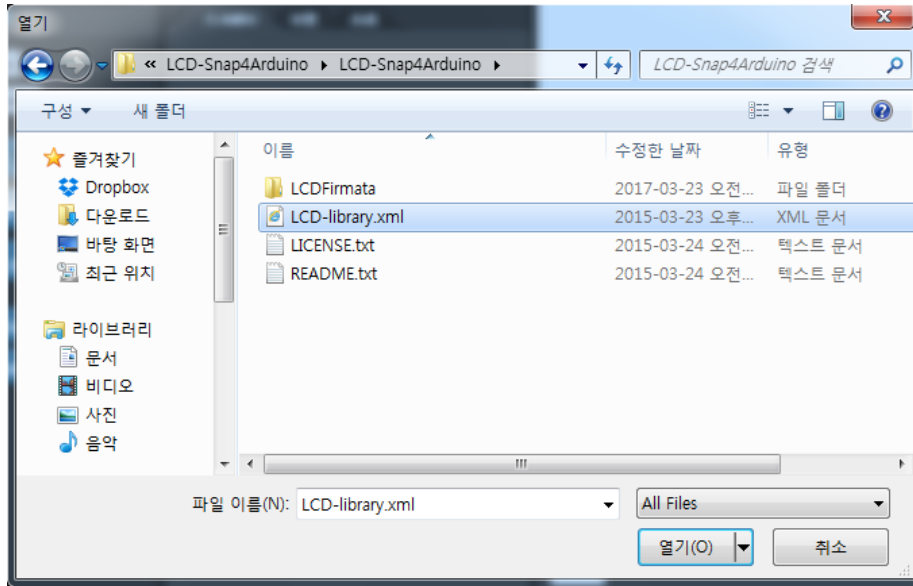 열기
« LCD-Snap4Arduino ▸ LCD-Snap4Arduino ▸
LCD-Snap4Arduino 검색
구성 새 폴더
이름 수정한 날짜 유형
즐겨찾기
Dropbox
다운로드
바탕 화면
최근 위치
라이브러리
문서
비디오
사진
음악
LCDFirmata 2017-03-23 오전... 파일 폴더
LCD-library.xml 2015-03-23 오후... XML 문서
LICENSE.txt 2015-03-24 오전... 텍스트 문서
README.txt 2015-03-24 오전... 텍스트 문서
파일 이름(N): LCD-library.xml All Files
열기(O) 취소